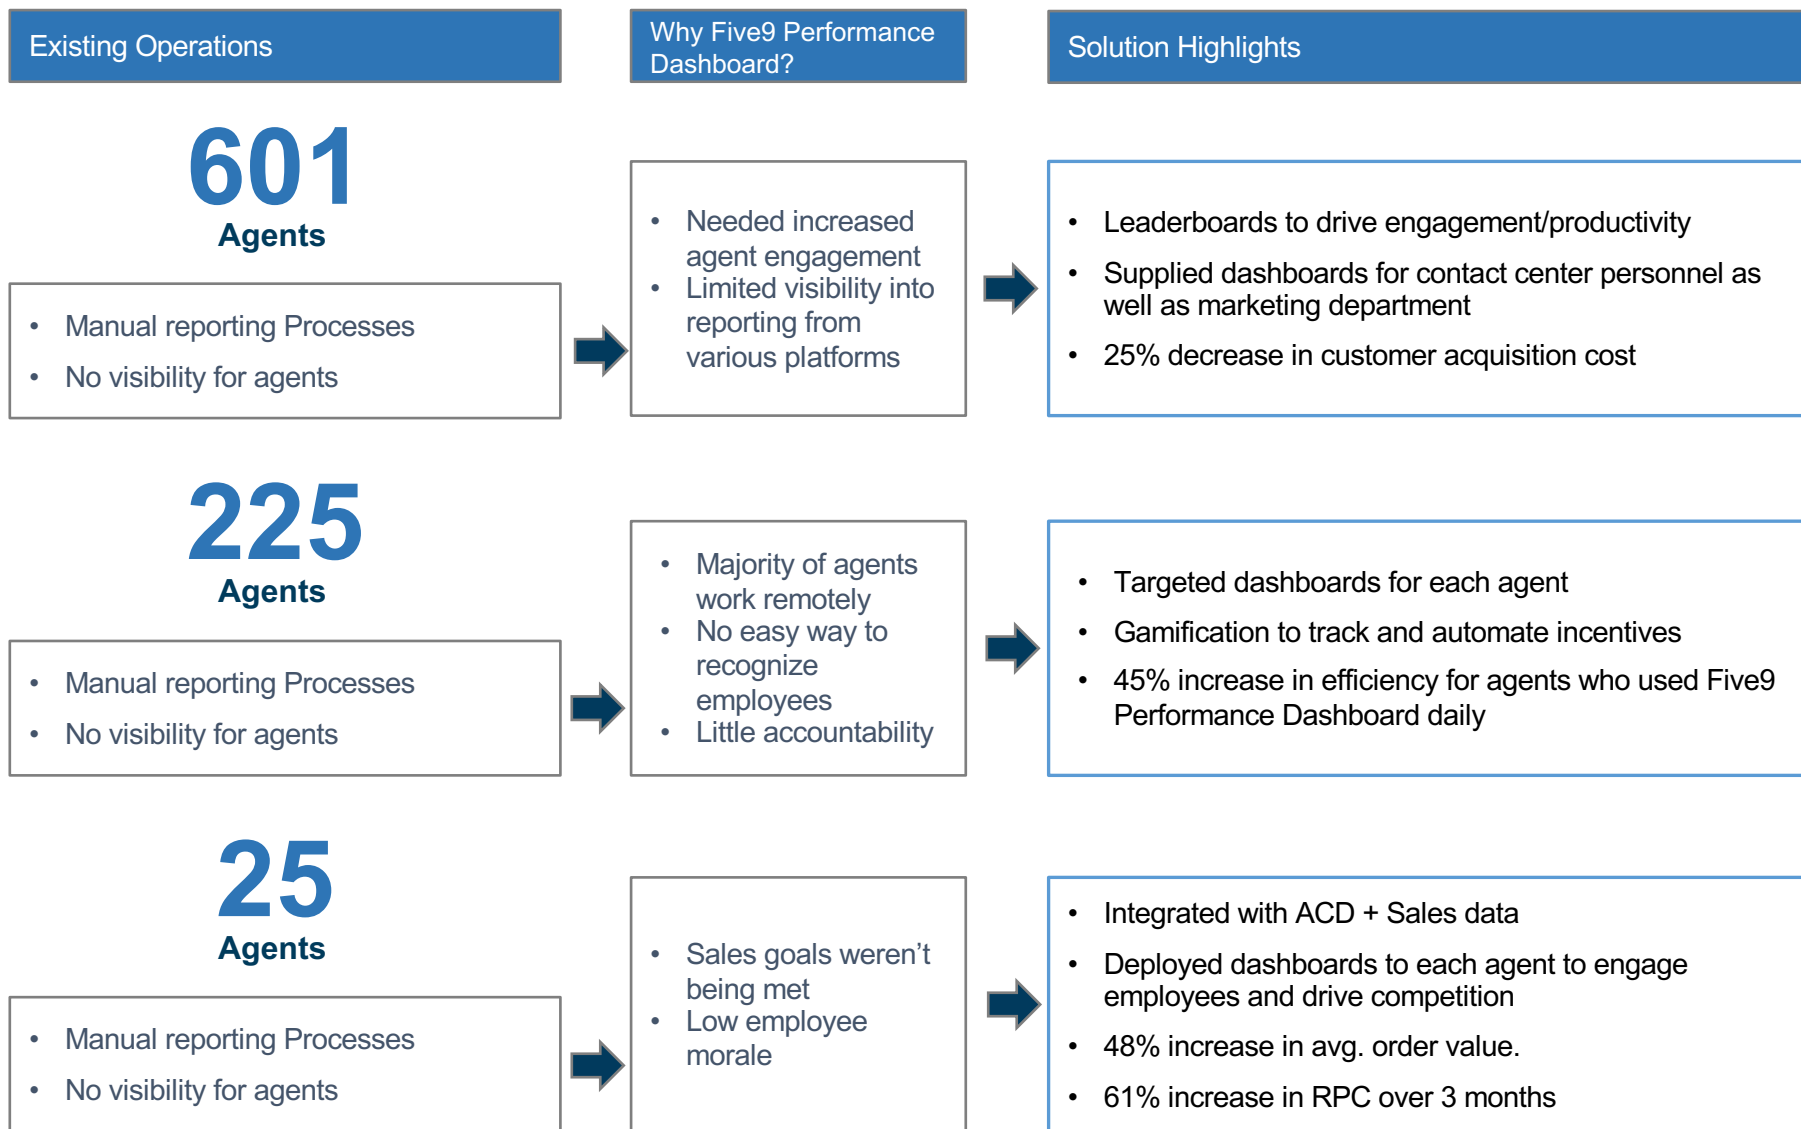 Existing Operations
Why Five9 Performance
Dashboard?
Solution Highlights
601
Agents
• Manual reporting Processes
• No visibility for agents
• Needed increased
agent engagement
• Limited visibility into
reporting from
various platforms
• Leaderboards to drive engagement/productivity
• Supplied dashboards for contact center personnel as
well as marketing department
• 25% decrease in customer acquisition cost
225
Agents
• Manual reporting Processes
• No visibility for agents
• Majority of agents
work remotely
• No easy way to
recognize
employees
• Little accountability
• Targeted dashboards for each agent
• Gamification to track and automate incentives
• 45% increase in efficiency for agents who used Five9
Performance Dashboard daily
25
Agents
• Manual reporting Processes
• No visibility for agents
• Sales goals weren’t
being met
• Low employee
morale
• Integrated with ACD + Sales data
• Deployed dashboards to each agent to engage
employees and drive competition
• 48% increase in avg. order value.
• 61% increase in RPC over 3 months